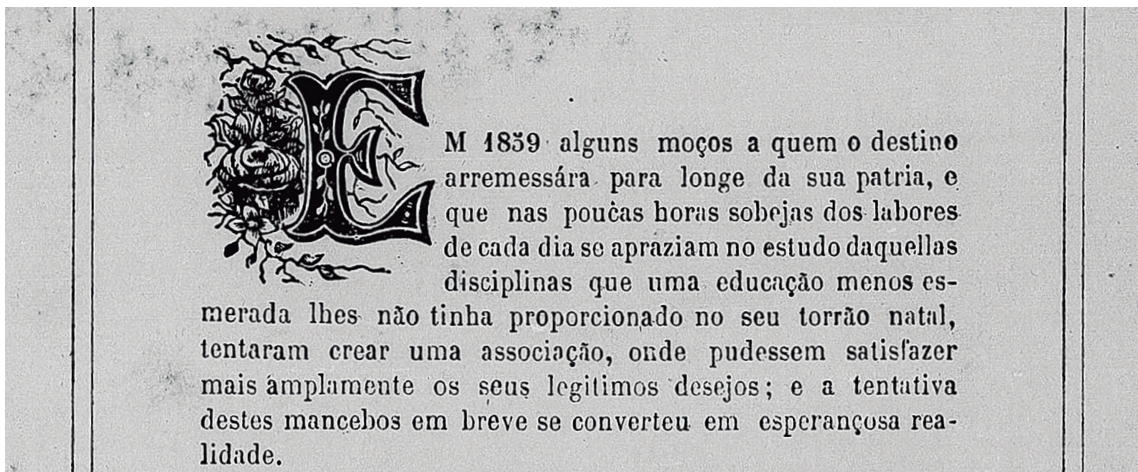 EM 1859 alguns moços a quem o destino
arremessára para longe da sua patria, e
que nas poucas horas sobejas dos labores
de cada dia se apraziam no estudo daquellas
disciplinas que uma educação menos es-
merada lhes não tinha proporcionado no seu torrão natal,
tentaram crear uma associação, onde pudessem satisfazer
mais amplamente os seus legitimos desejos; e a tentativa
destes mancebos em breve se converteu em esperançosa rea-
lidade.